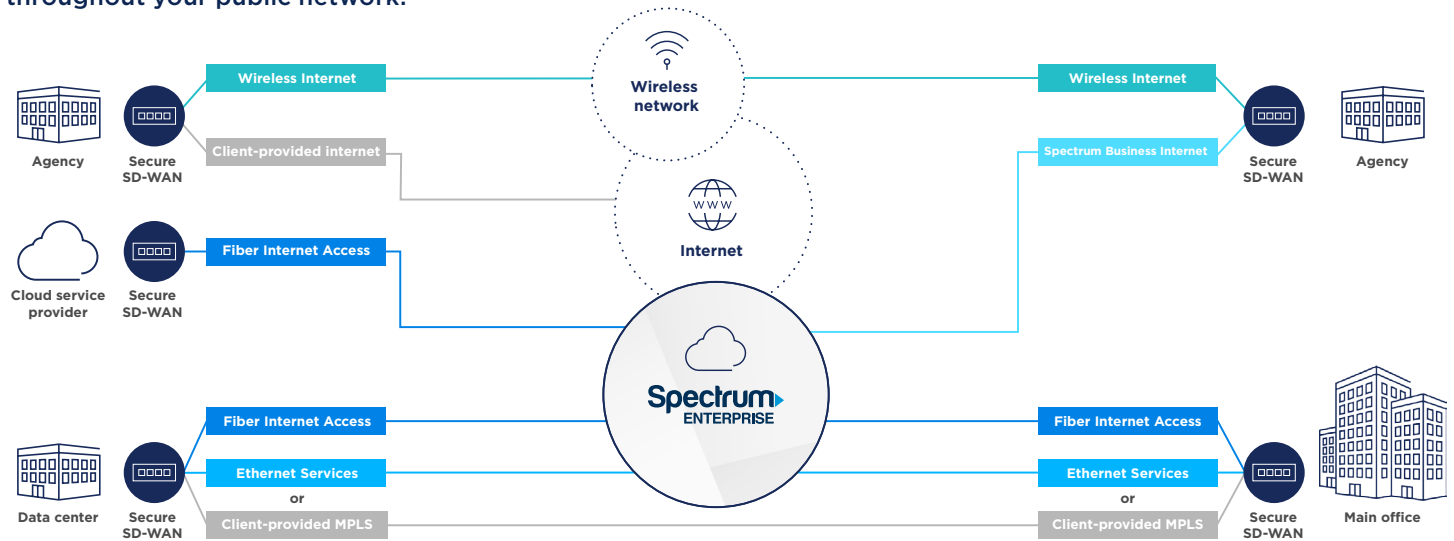 throughout your public network.
Wireless Internet
Wireless
network
Wireless Internet
Agency
Secure
SD-WAN
Client-provided internet
Spectrum Business Internet
Secure
SD-WAN
Agency
WWW
Internet
Fiber Internet Access
Cloud service
provider
Secure
SD-WAN
Spectrum
ENTERPRISE
Fiber Internet Access
Fiber Internet Access
Ethernet Services
Ethernet Services
or
or
Data center
Secure
SD-WAN
Client-provided MPLS
Client-provided MPLS
Secure
SD-WAN
Main office